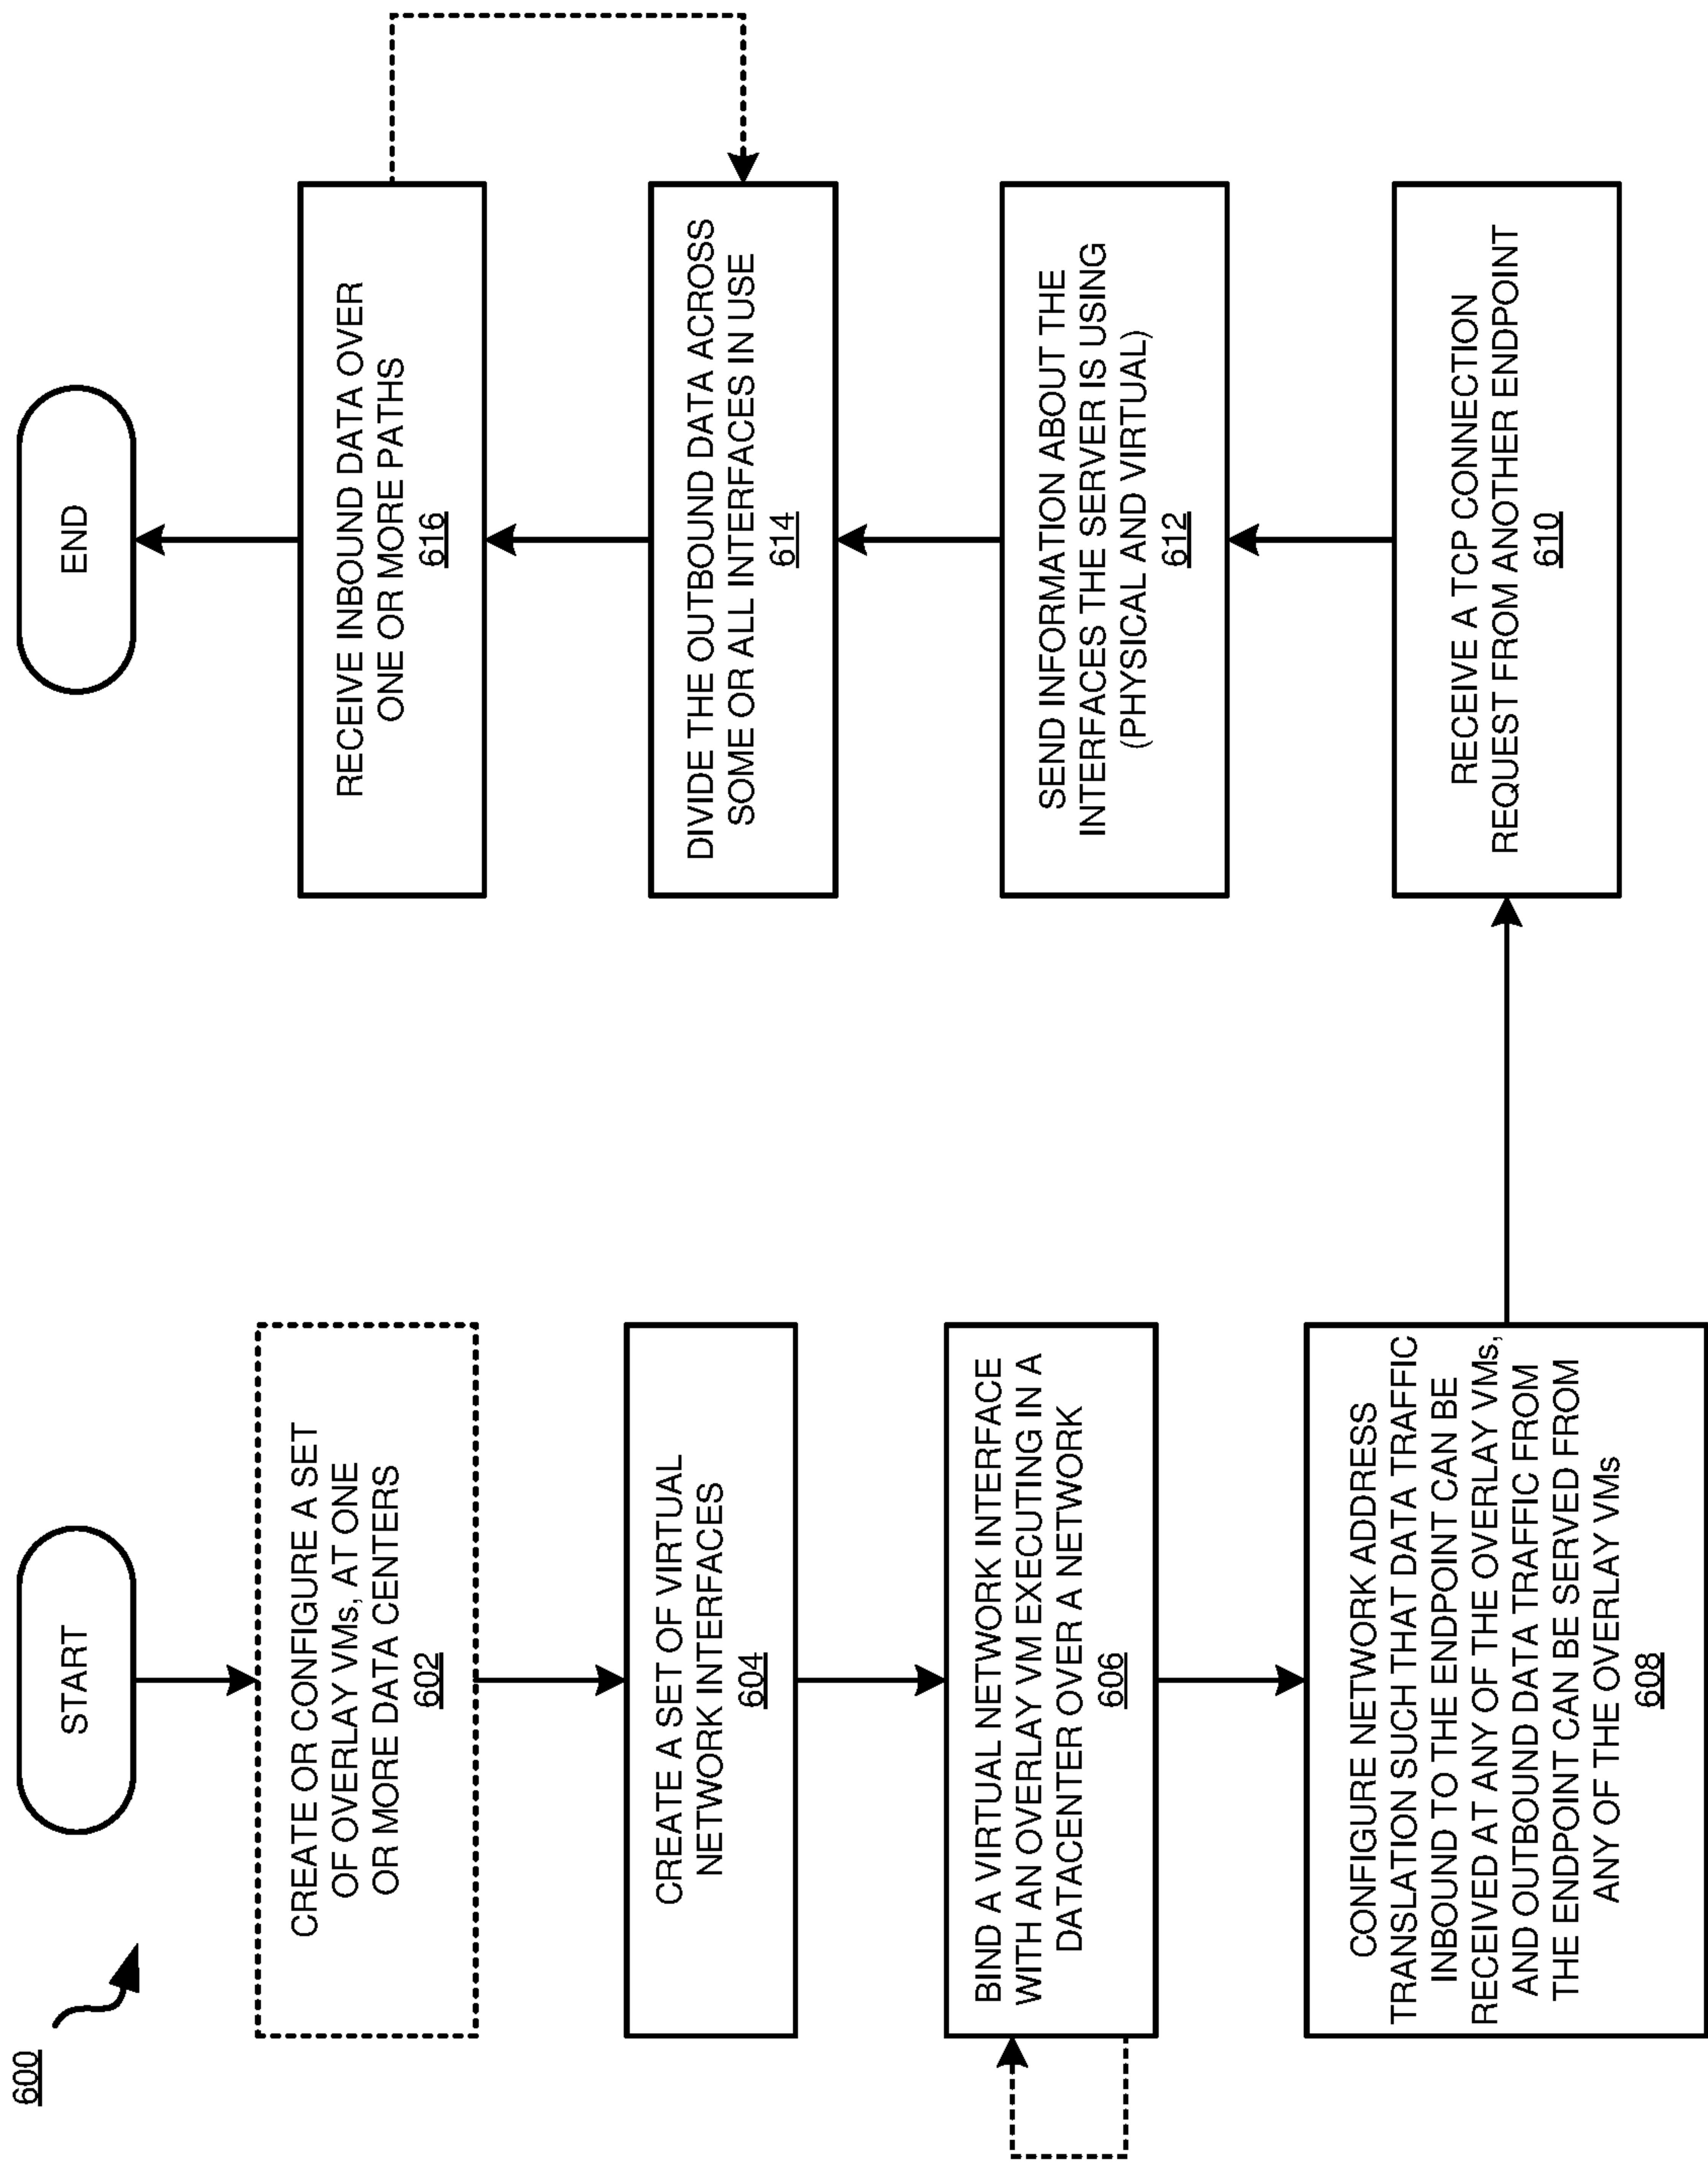 600
START
CREATE OR CONFIGURE A SET
OF OVERLAY VMs, AT ONE
OR MORE DATA CENTERS
602
CREATE A SET OF VIRTUAL
NETWORK INTERFACES
604
BIND A VIRTUAL NETWORK INTERFACE
WITH AN OVERLAY VM EXECUTING IN A
DATACENTER OVER A NETWORK
606
CONFIGURE NETWORK ADDRESS
TRANSLATION SUCH THAT DATA TRAFFIC
INBOUND TO THE ENDPOINT CAN BE
RECEIVED AT ANY OF THE OVERLAY VMs,
AND OUTBOUND DATA TRAFFIC FROM
THE ENDPOINT CAN BE SERVED FROM
ANY OF THE OVERLAY VMs
608
RECEIVE A TCP CONNECTION
REQUEST FROM ANOTHER ENDPOINT
610
SEND INFORMATION ABOUT THE
INTERFACES THE SERVER IS USING
(PHYSICAL AND VIRTUAL)
612
DIVIDE THE OUTBOUND DATA ACROSS
SOME OR ALL INTERFACES IN USE
614
RECEIVE INBOUND DATA OVER
ONE OR MORE PATHS
616
END